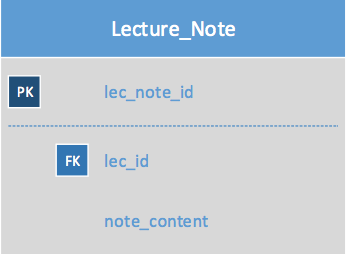 Lecture_Note
PK lec_note_id
FK lec_id
note_content